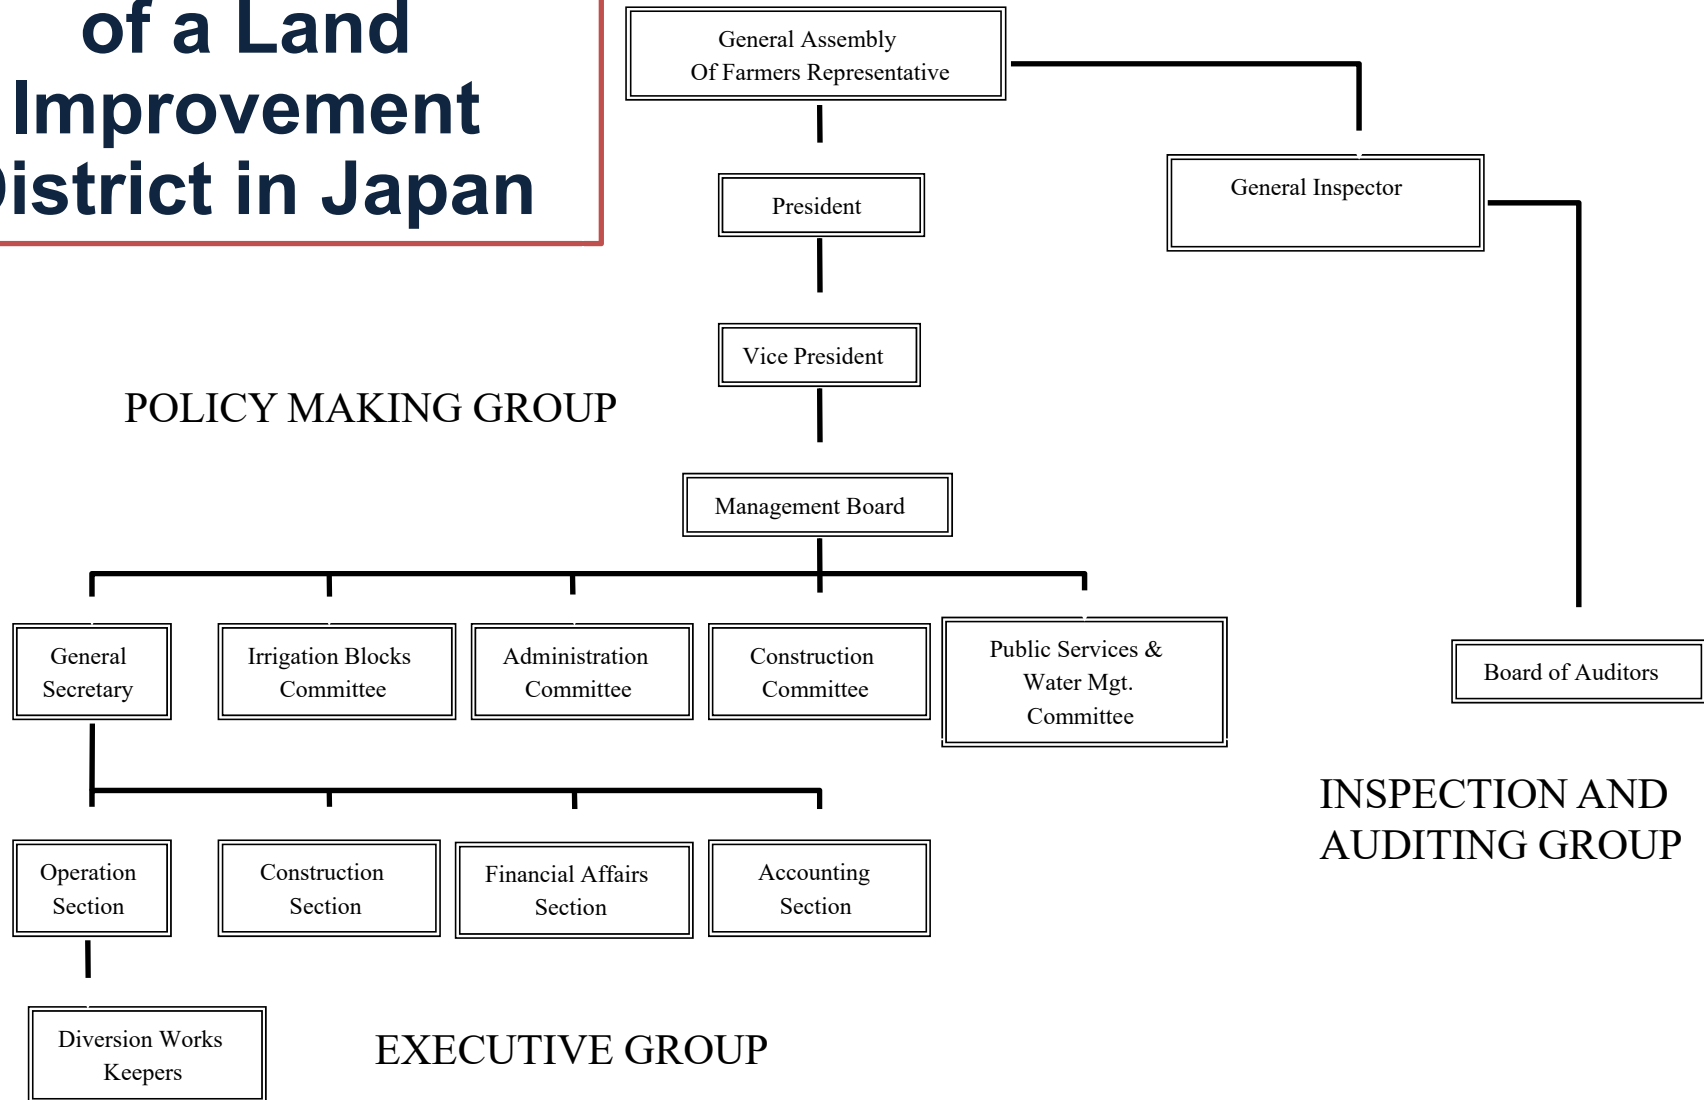 of a Land
Improvement
District in Japan
General Assembly
Of Farmers Representative
General Inspector
President
Vice President
POLICY MAKING GROUP
Management Board
General
Secretary
Irrigation Blocks
Committee
Administration
Committee
Construction
Committee
Public Services &
Water Mgt.
Committee
Board of Auditors
INSPECTION AND
AUDITING GROUP
Operation
Section
Construction
Section
Financial Affairs
Section
Accounting
Section
Diversion Works
Keepers
EXECUTIVE GROUP